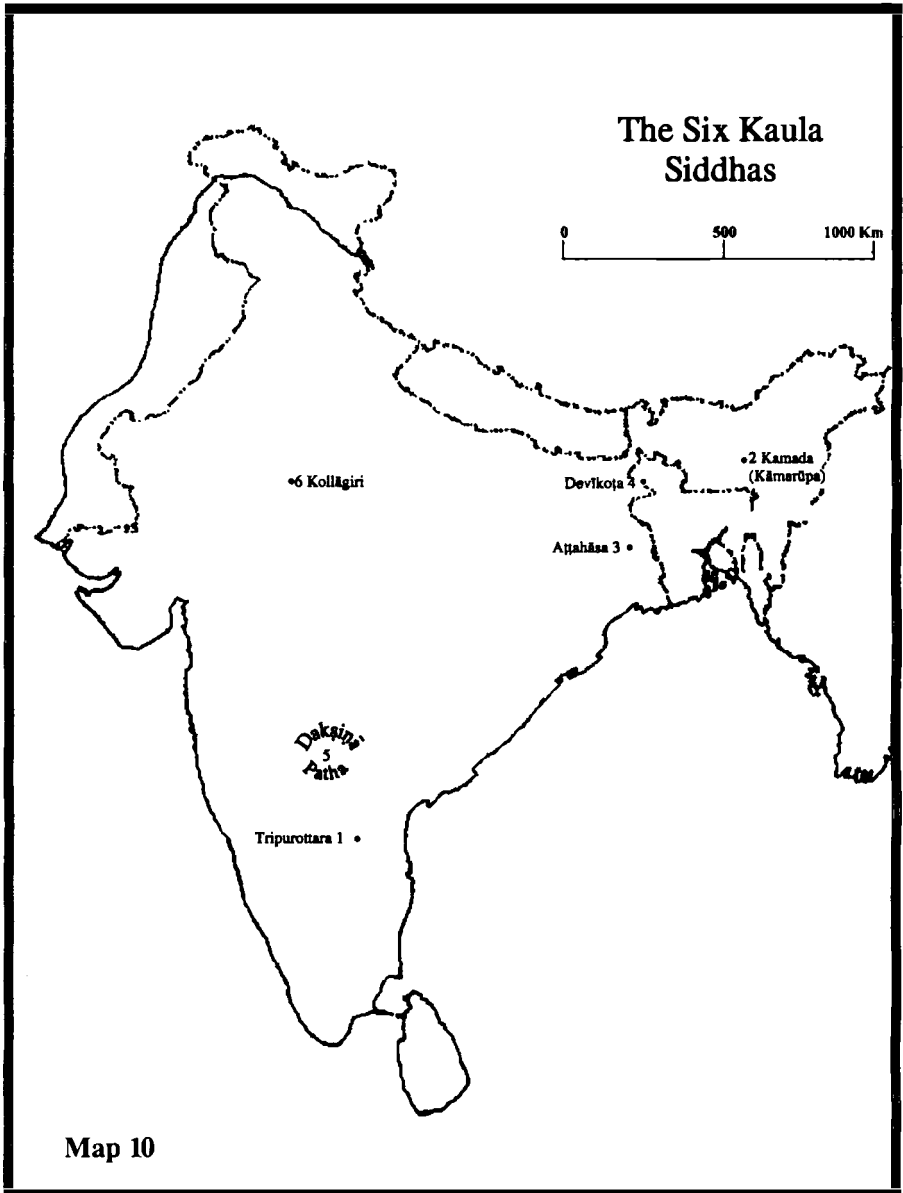 The Six Kaula
Siddhas
0 500 1000 Km
2 Kamada
(Kāmarūpa)
6 Kollāgiri
Devīkoṭa 4
Aṭṭahāsa 3
Dakṣiṇā
5
Patha
Tripurottara 1
Map 10